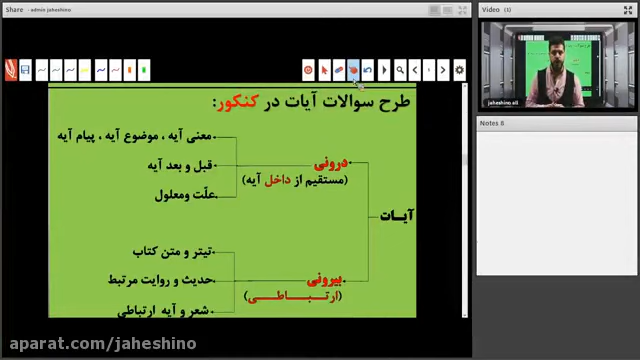 Share - admin jaheshino
Video (1)
jaheshino ali
Notes 8
طرح سوالات آیات در کنکور:
آیات
درونی
(مستقیم از داخل آیه)
معنی آیه ، موضوع آیه ، پیام آیه
قبل و بعد آیه
علّت ومعلول
بیرونی
(ارتـبـاطـی)
تیتر و متن کتاب
حدیث و روایت مرتبط
شعر و آیه ارتباطی
aparat.com/jaheshino